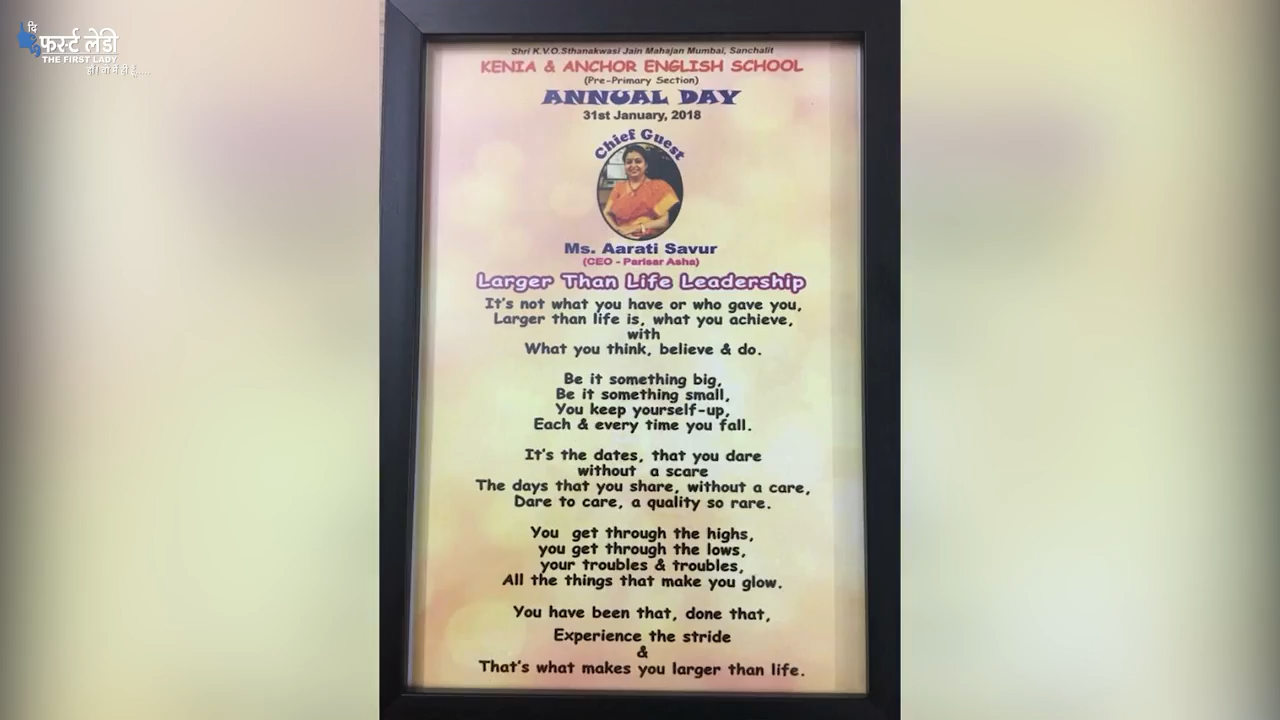 दि
फर्स्ट लेडी
THE FIRST LADY
Shri K.V.O.Sthanakwasi Jain Mahajan Mumbai, Sanchalit
KENIA & ANCHOR ENGLISH SCHOOL
(Pre-Primary Section)
ANNUAL DAY
31st January, 2018
Chief Guest
Ms. Aarati Savur
(CEO - Parisar Asha)
Larger Than Life Leadership
It's not what you have or who gave you,
Larger than life is, what you achieve,
with
What you think, believe & do.
Be it something big,
Be it something small,
You keep yourself-up,
Each & every time you fall.
It's the dates, that you dare
without a scare
The days that you share, without a care,
Dare to care, a quality so rare.
You get through the highs,
you get through the lows,
your troubles & troubles,
All the things that make you glow.
You have been that, done that,
Experience the stride
&
That's what makes you larger than life.